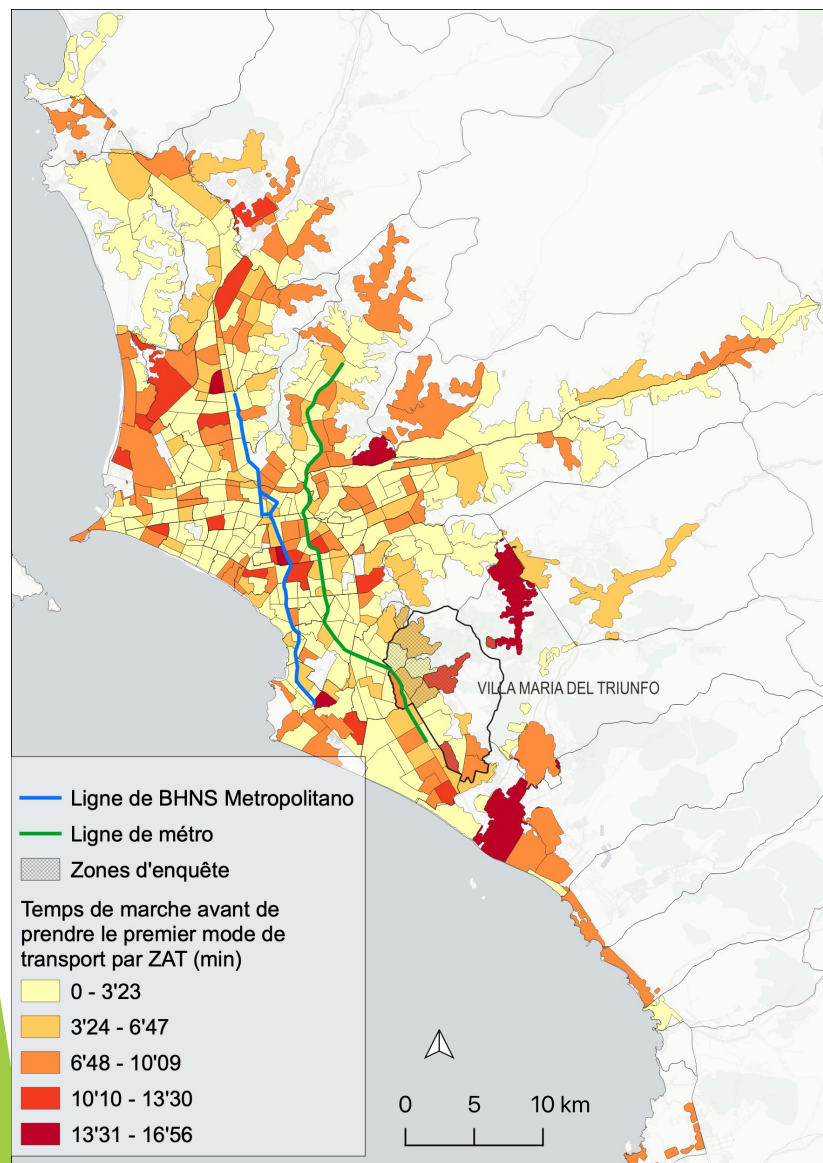 VILLA MARIA DEL TRIUNFO
Ligne de BHNS Metropolitano
Ligne de métro
Zones d'enquête
Temps de marche avant de
prendre le premier mode de
transport par ZAT (min)
0 - 3'23
3'24 - 6'47
6'48 - 10'09
10'10 - 13'30
13'31 - 16'56
0 5 10 km